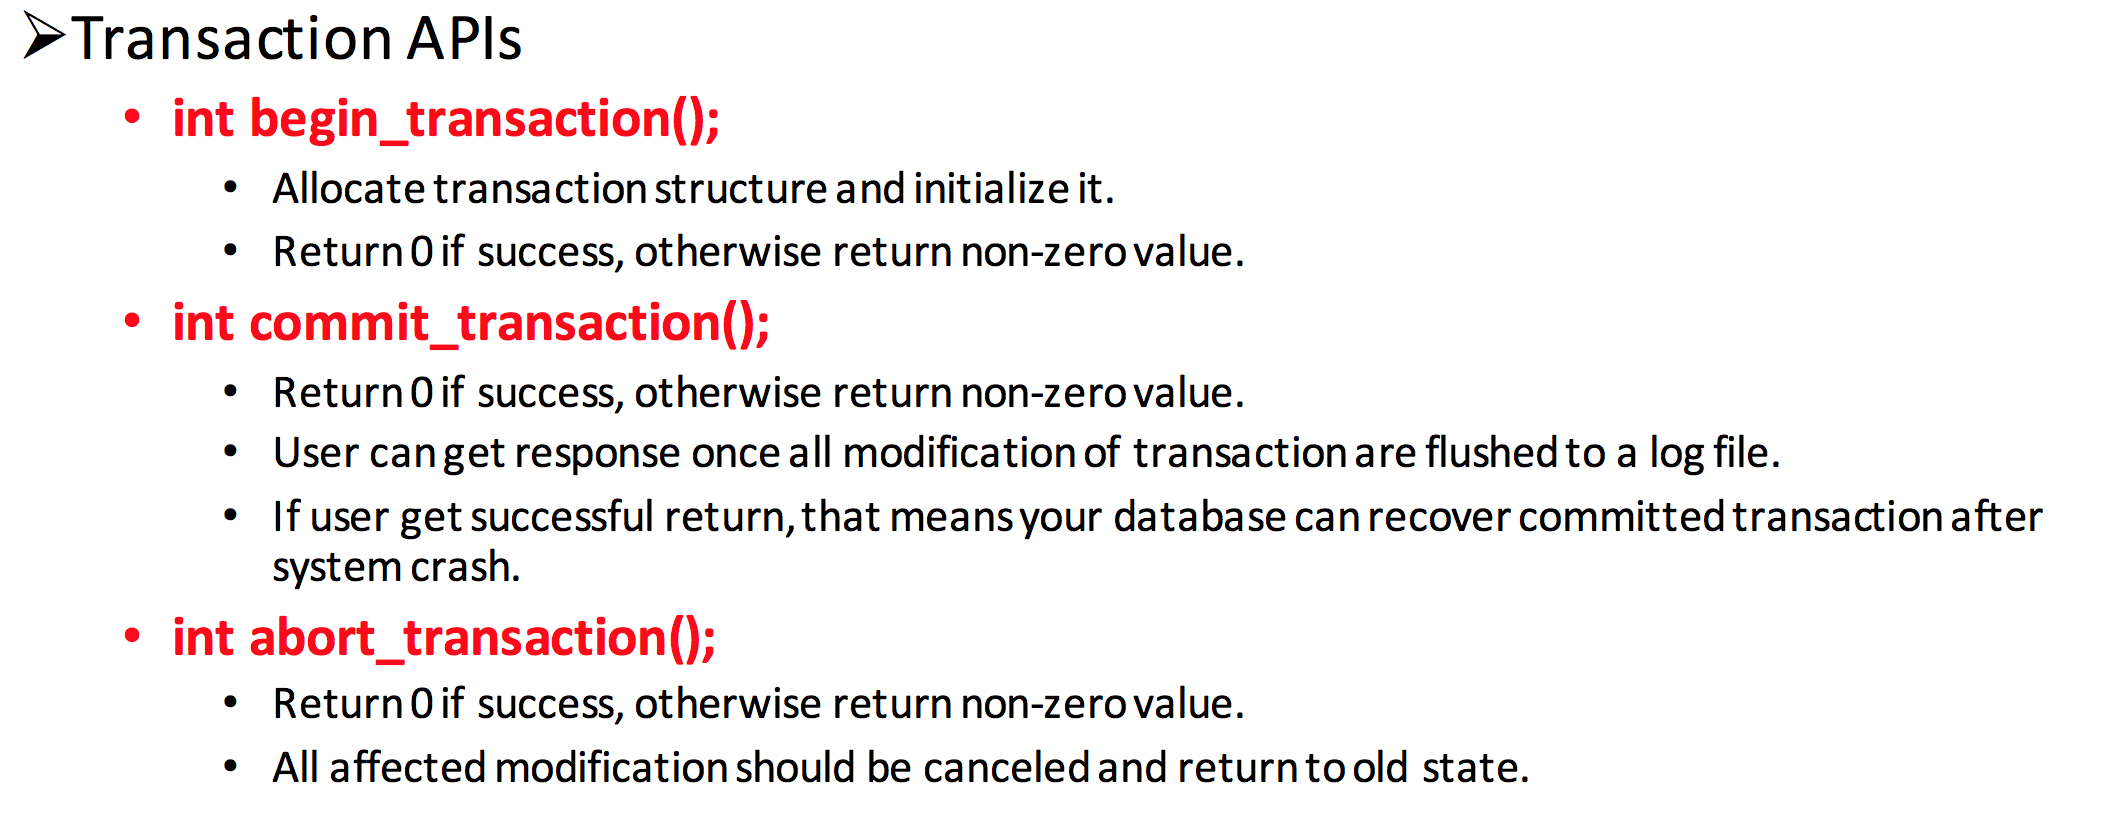 ➢Transaction APIs
• int begin_transaction();
• Allocate transaction structure and initialize it.
• Return 0 if success, otherwise return non-zero value.
• int commit_transaction();
• Return 0 if success, otherwise return non-zero value.
• User can get response once all modification of transaction are flushed to a log file.
• If user get successful return, that means your database can recover committed transaction after
system crash.
• int abort_transaction();
• Return 0 if success, otherwise return non-zero value.
• All affected modification should be canceled and return to old state.